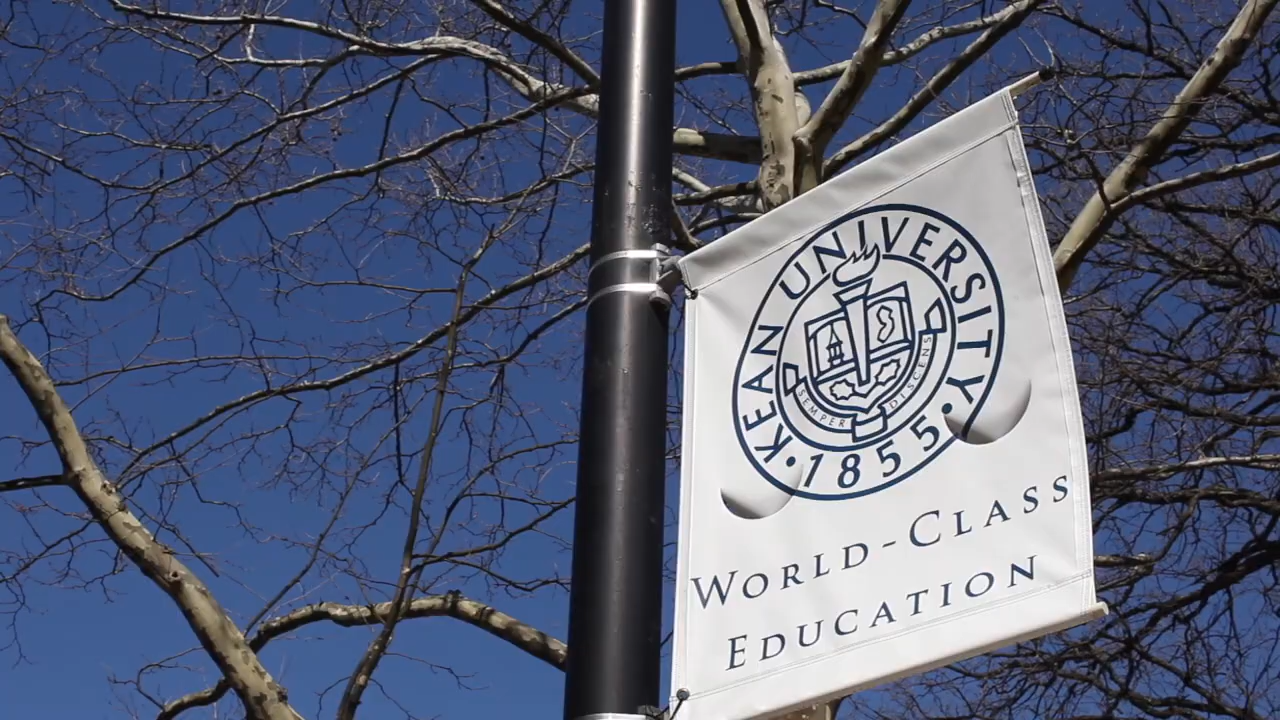 KEAN UNIVERSITY
SEMPER DISCENS
·1855·
WORLD-CLASS
EDUCATION